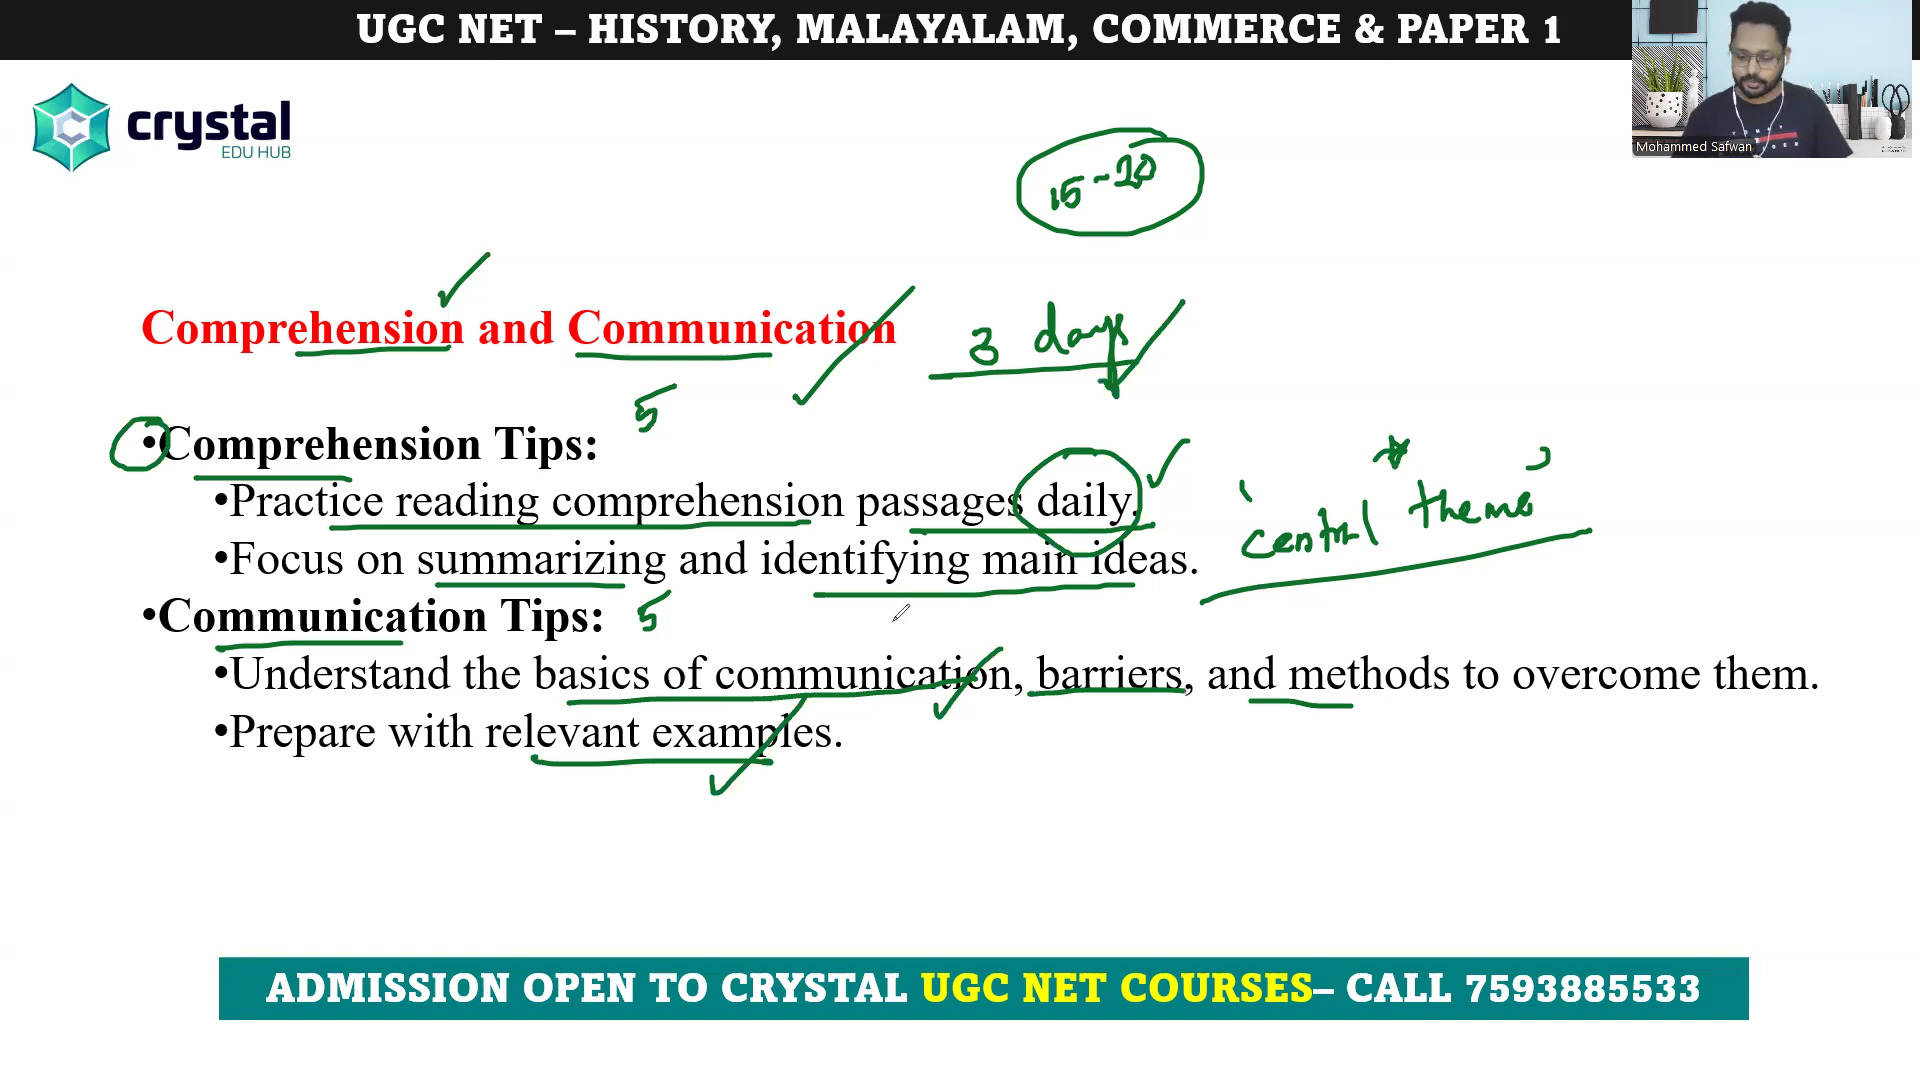 UGC NET – HISTORY, MALAYALAM, COMMERCE & PAPER 1
crystal
EDU HUB
Mohammed Safwan
15-20
Comprehension and Communication
3 days
5
•Comprehension Tips:
•Practice reading comprehension passages daily.
'central theme'
•Focus on summarizing and identifying main ideas.
•Communication Tips: 5
•Understand the basics of communication, barriers, and methods to overcome them.
•Prepare with relevant examples.
ADMISSION OPEN TO CRYSTAL UGC NET COURSES– CALL 7593885533